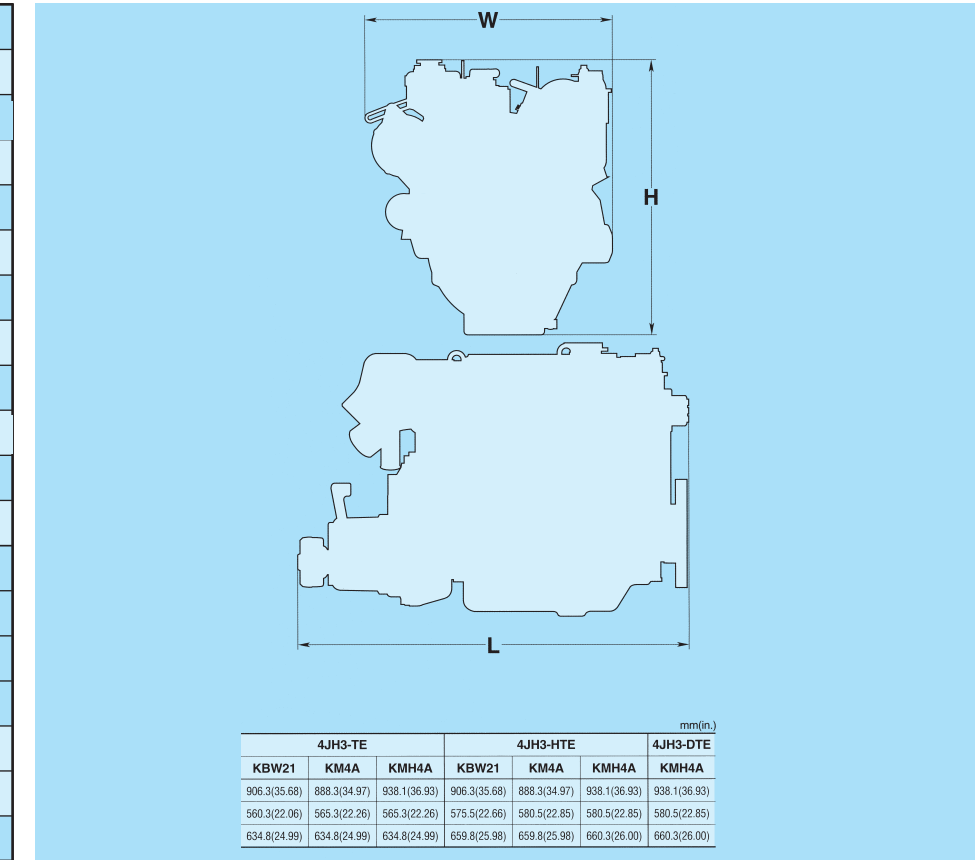 W
H
L
mm(in.)
4JH3-TE 4JH3-HTE 4JH3-DTE
KBW21 KM4A KMH4A KBW21 KM4A KMH4A KMH4A
906.3(35.68) 888.3(34.97) 938.1(36.93) 906.3(35.68) 888.3(34.97) 938.1(36.93) 938.1(36.93)
560.3(22.06) 565.3(22.26) 565.3(22.26) 575.5(22.66) 580.5(22.85) 580.5(22.85) 580.5(22.85)
634.8(24.99) 634.8(24.99) 634.8(24.99) 659.8(25.98) 659.8(25.98) 660.3(26.00) 660.3(26.00)